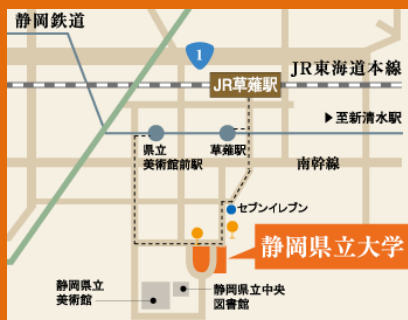 静岡鉄道
1
JR東海道本線
JR草薙駅
▶至新清水駅
県立
美術館前駅
草薙駅
南幹線
セブンイレブン
静岡県立大学
静岡県立
美術館
静岡県立中央
図書館